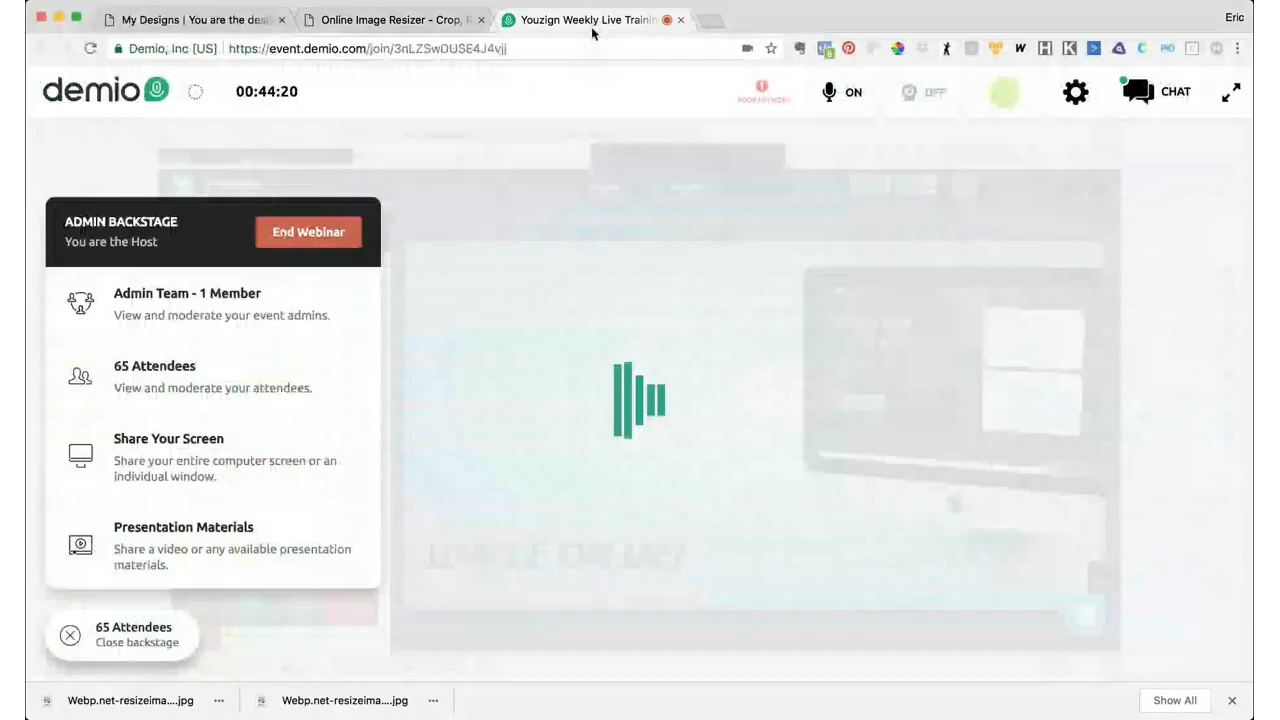 My Designs | You are the desi
Online Image Resizer - Crop, R
Youzign Weekly Live Trainin
Eric
Demio, Inc [US]
https://event.demio.com/join/3nLZSwDUSE4J4vjj
demio
00:44:20
POOR NETWORK
ON
OFF
CHAT
ADMIN BACKSTAGE
You are the Host
End Webinar
Admin Team - 1 Member
View and moderate your event admins.
65 Attendees
View and moderate your attendees.
Share Your Screen
Share your entire computer screen or an
individual window.
Presentation Materials
Share a video or any available presentation
materials.
65 Attendees
Close backstage
Webp.net-resizeima....jpg
Webp.net-resizeima....jpg
Show All